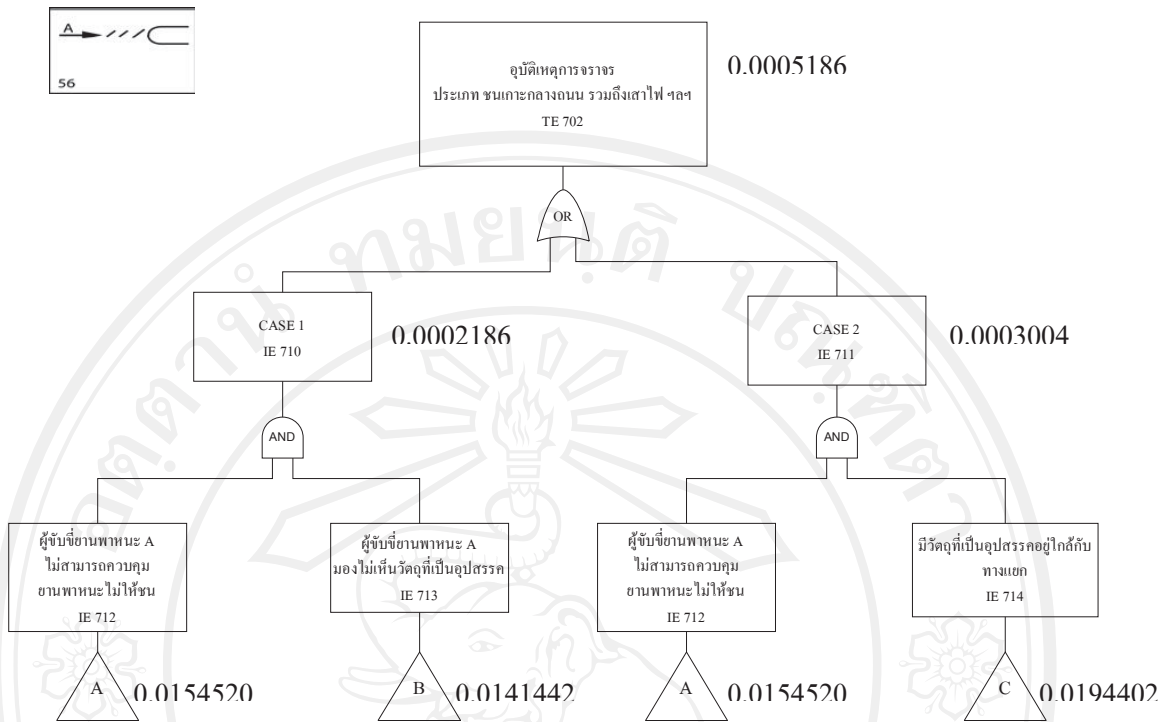 A
56
อุบัติเหตุการจราจร
ประเภท ชนเกาะกลางถนน รวมถึงเสาไฟ ฯลฯ
TE 702
0.0005186
OR
CASE 1
IE 710
0.0002186
CASE 2
IE 711
0.0003004
AND
AND
ผู้ขับขี่ยานพาหนะ A
ไม่สามารถควบคุม
ยานพาหนะไม่ให้ชน
IE 712
ผู้ขับขี่ยานพาหนะ A
มองไม่เห็นวัตถุที่เป็นอุปสรรค
IE 713
ผู้ขับขี่ยานพาหนะ A
ไม่สามารถควบคุม
ยานพาหนะไม่ให้ชน
IE 712
มีวัตถุที่เป็นอุปสรรคอยู่ใกล้กับ
ทางแยก
IE 714
A
0.0154520
B
0.0141442
A
0.0154520
C
0.0194402